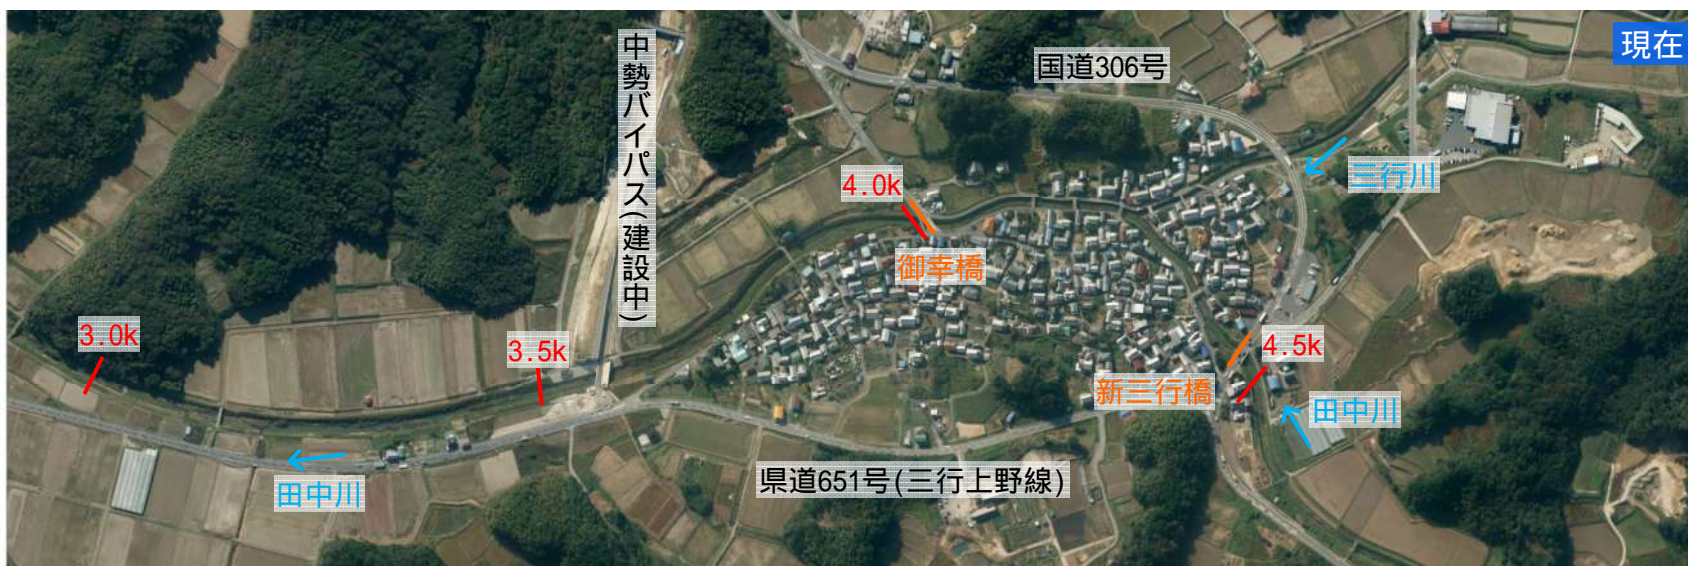 現在
国道306号
中勢バイパス(建設中)
三行川
4.0k
御幸橋
3.0k
3.5k
4.5k
新三行橋
田中川
県道651号(三行上野線)
田中川